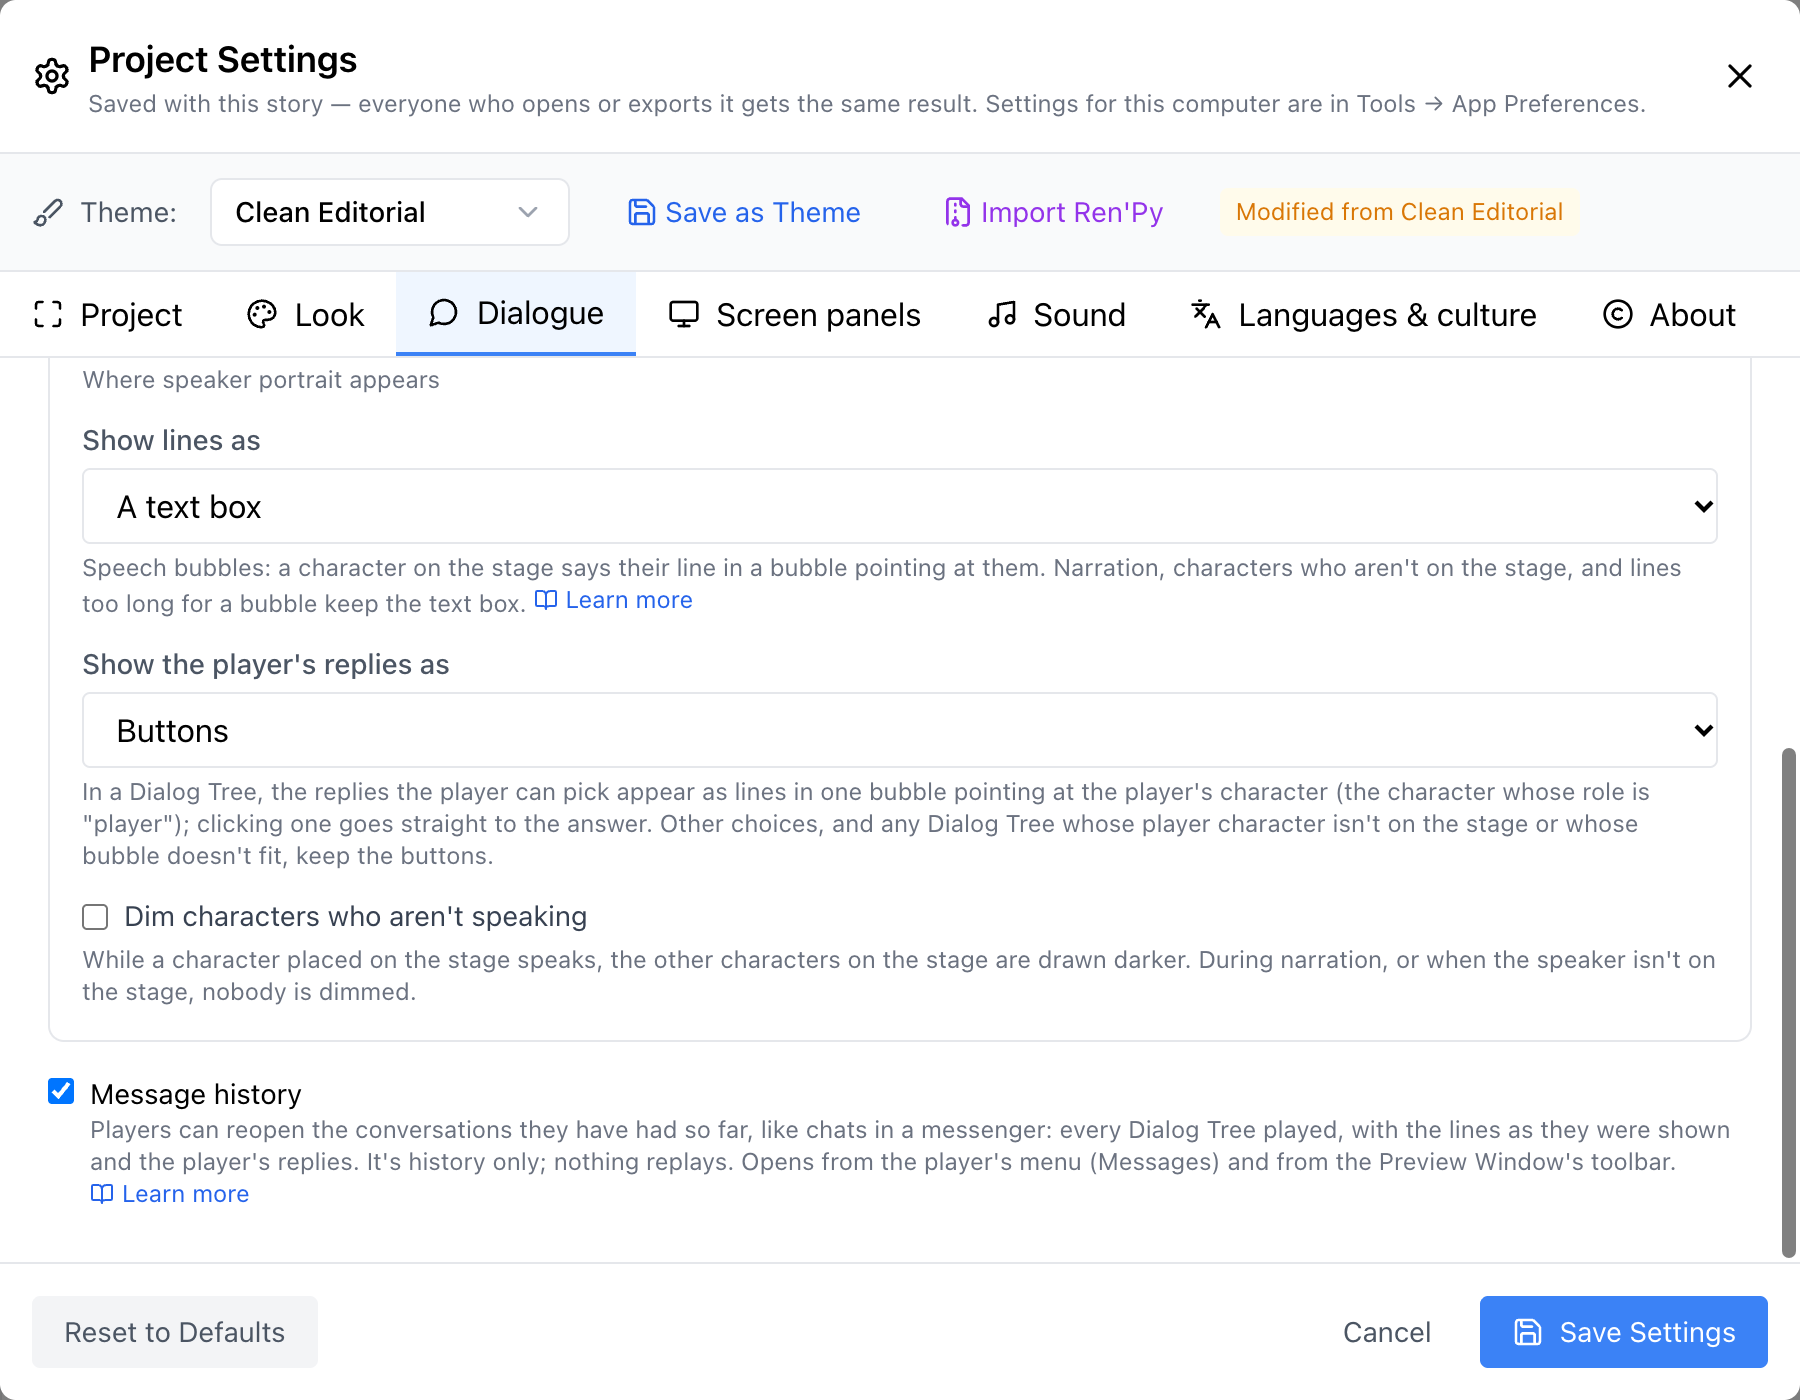 Project Settings
Saved with this story — everyone who opens or exports it gets the same result. Settings for this computer are in Tools → App Preferences.
Theme:
Clean Editorial
Save as Theme
Import Ren'Py
Modified from Clean Editorial
Project
Look
Dialogue
Screen panels
Sound
Languages & culture
About
Where speaker portrait appears
Show lines as
A text box
Speech bubbles: a character on the stage says their line in a bubble pointing at them. Narration, characters who aren't on the stage, and lines
too long for a bubble keep the text box. Learn more
Show the player's replies as
Buttons
In a Dialog Tree, the replies the player can pick appear as lines in one bubble pointing at the player's character (the character whose role is
"player"); clicking one goes straight to the answer. Other choices, and any Dialog Tree whose player character isn't on the stage or whose
bubble doesn't fit, keep the buttons.
Dim characters who aren't speaking
While a character placed on the stage speaks, the other characters on the stage are drawn darker. During narration, or when the speaker isn't on
the stage, nobody is dimmed.
Message history
Players can reopen the conversations they have had so far, like chats in a messenger: every Dialog Tree played, with the lines as they were shown
and the player's replies. It's history only; nothing replays. Opens from the player's menu (Messages) and from the Preview Window's toolbar.
Learn more
Reset to Defaults
Cancel
Save Settings